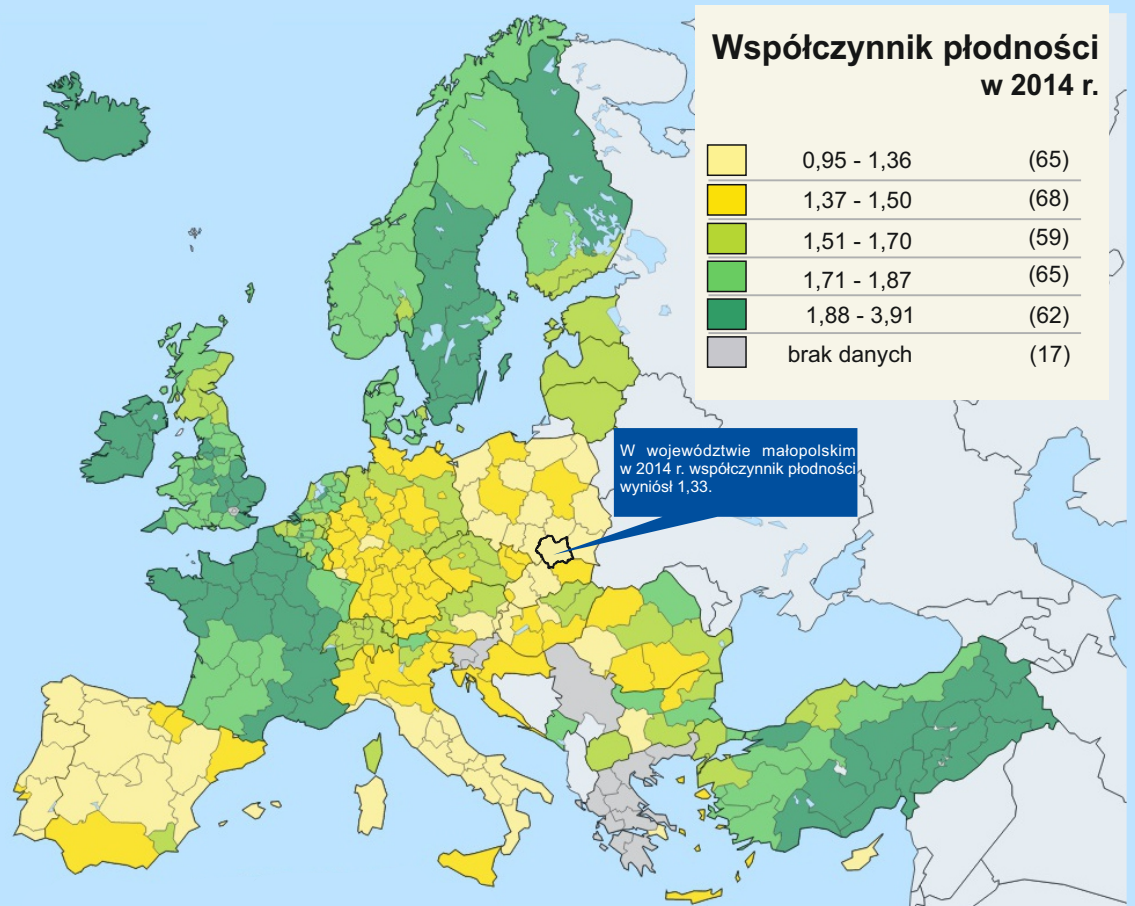 Współczynnik płodności
w 2014 r.
0,95 - 1,36 (65)
1,37 - 1,50 (68)
1,51 - 1,70 (59)
1,71 - 1,87 (65)
1,88 - 3,91 (62)
brak danych (17)
W województwie małopolskim
w 2014 r. współczynnik płodności
wyniósł 1,33.